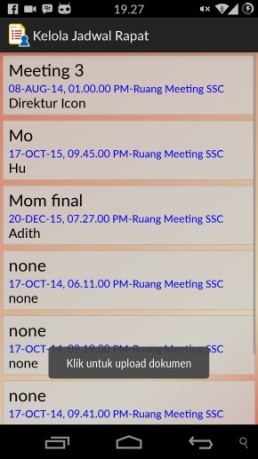 19.27
Kelola Jadwal Rapat
Meeting 3
08-AUG-14, 01.00.00 PM-Ruang Meeting SSC
Direktur Icon
Mo
17-OCT-15, 09.45.00 PM-Ruang Meeting SSC
Hu
Mom final
20-DEC-15, 07.27.00 PM-Ruang Meeting SSC
Adith
none
17-OCT-14, 06.11.00 PM-Ruang Meeting SSC
none
none
17-OCT-14, 09.19.00 PM-Ruang Meeting SSC
none
Klik untuk upload dokumen
none
17-OCT-14, 09.41.00 PM-Ruang Meeting SSC